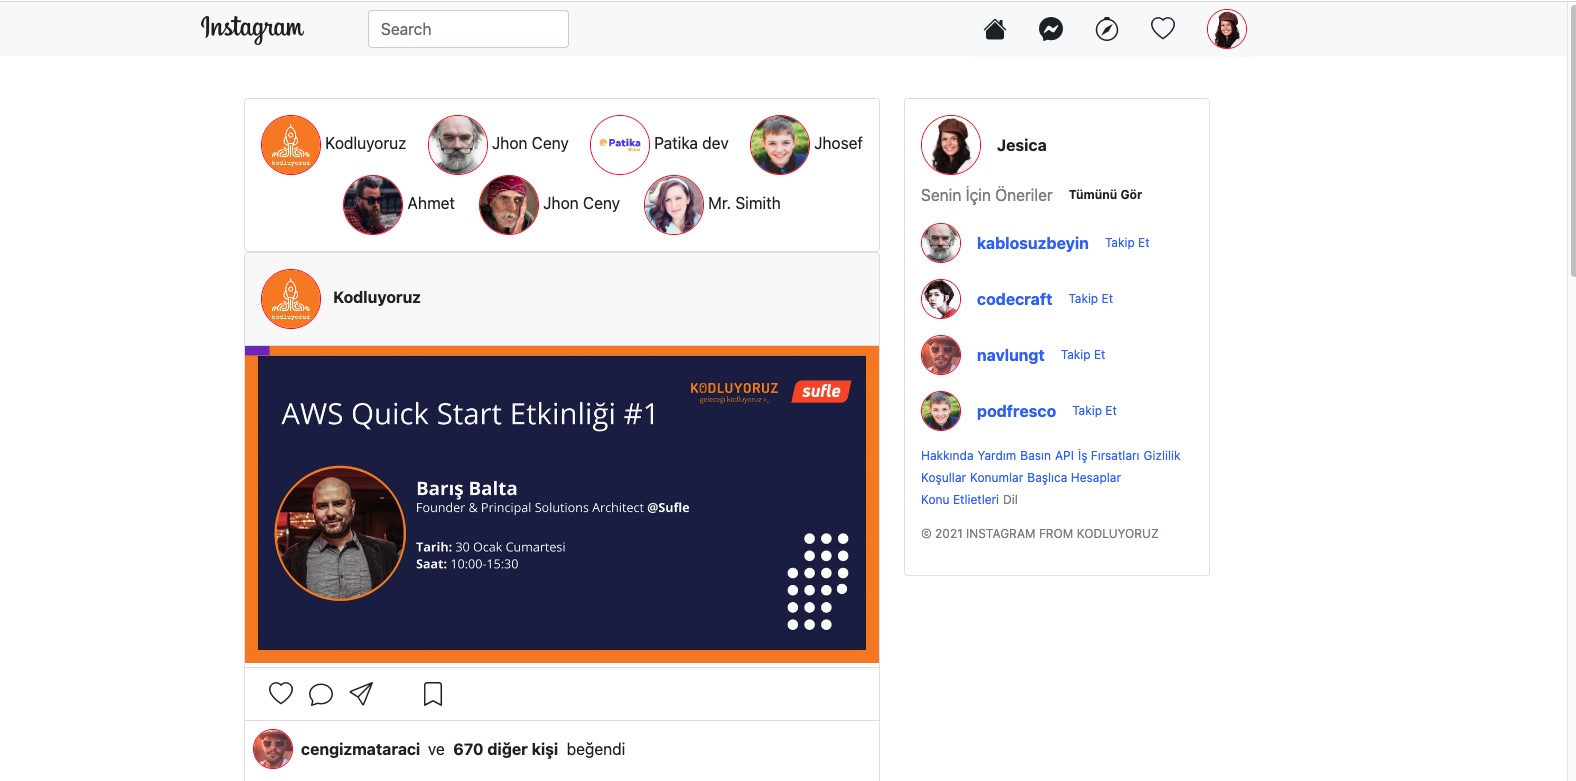 Instagram
Search
Kodluyoruz
Jhon Ceny
Patika dev
Jhosef
kodluyoruz
Patika
Ahmet
Jhon Ceny
Mr. Simith
kodluyoruz
Kodluyoruz
KODLUYORUZ
geleceği kodluyoruz >_
sufle
AWS Quick Start Etkinliği #1
Barış Balta
Founder & Principal Solutions Architect @Sufle
Tarih: 30 Ocak Cumartesi
Saat: 10:00-15:30
cengizmataraci ve 670 diğer kişi beğendi
Jesica
Senin İçin Öneriler Tümünü Gör
kablosuzbeyin Takip Et
codecraft Takip Et
navlungt Takip Et
podfresco Takip Et
Hakkında Yardım Basın API İş Fırsatları Gizlilik
Koşullar Konumlar Başlıca Hesaplar
Konu Etlietleri Dil
© 2021 INSTAGRAM FROM KODLUYORUZ